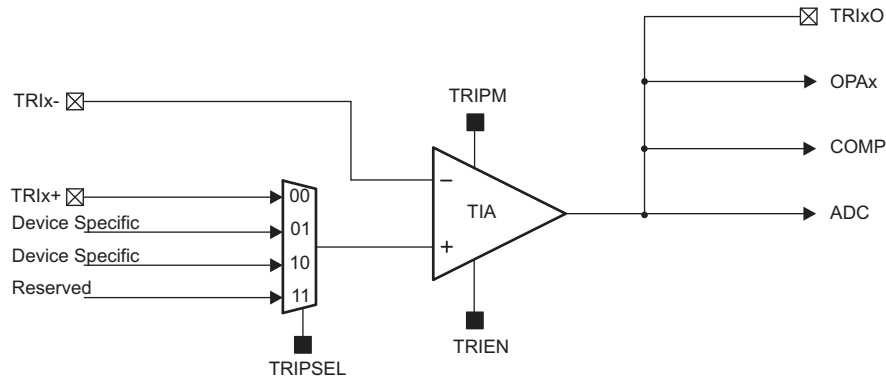 TRIxO
OPAx
TRIx-
TRIPM
COMP
TRIx+
00
−
TIA
ADC
Device Specific
01
+
Device Specific
10
Reserved
11
TRIPSEL
TRIEN